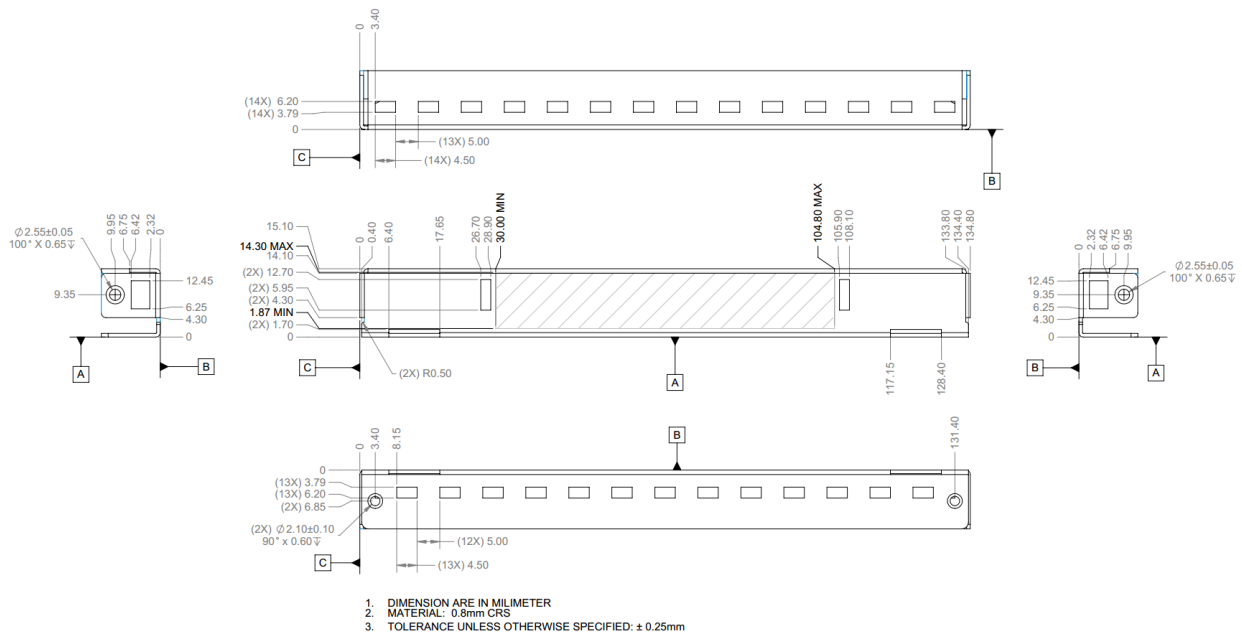 0
3.40
(14X) 6.20
(14X) 3.79
0
(13X) 5.00
(14X) 4.50
C
B
Ø2.55±0.05
100° X 0.65↧
9.95
6.75
6.42
2.32
0
12.45
9.35
6.25
4.30
0
A
B
15.10
14.30 MAX
14.10
(2X) 12.70
(2X) 5.95
(2X) 4.30
1.87 MIN
(2X) 1.70
0
0
0.40
6.40
17.65
26.70
28.90
30.00 MIN
104.80 MAX
105.90
108.10
133.80
134.40
134.80
(2X) R0.50
C
A
117.15
128.40
0
2.32
6.42
6.75
9.95
Ø2.55±0.05
100° X 0.65↧
12.45
9.35
6.25
4.30
0
B
A
0
3.40
8.15
B
131.40
0
(13X) 3.79
(13X) 6.20
(2X) 6.85
(2X) Ø2.10±0.10
90° x 0.60↧
(12X) 5.00
(13X) 4.50
C
1. DIMENSION ARE IN MILIMETER
2. MATERIAL: 0.8mm CRS
3. TOLERANCE UNLESS OTHERWISE SPECIFIED: ± 0.25mm